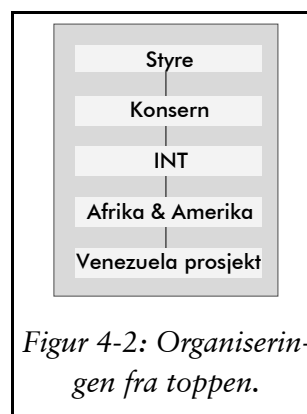 Styre
Konsern
INT
Afrika & Amerika
Venezuela prosjekt
Figur 4-2: Organiserin-
gen fra toppen.